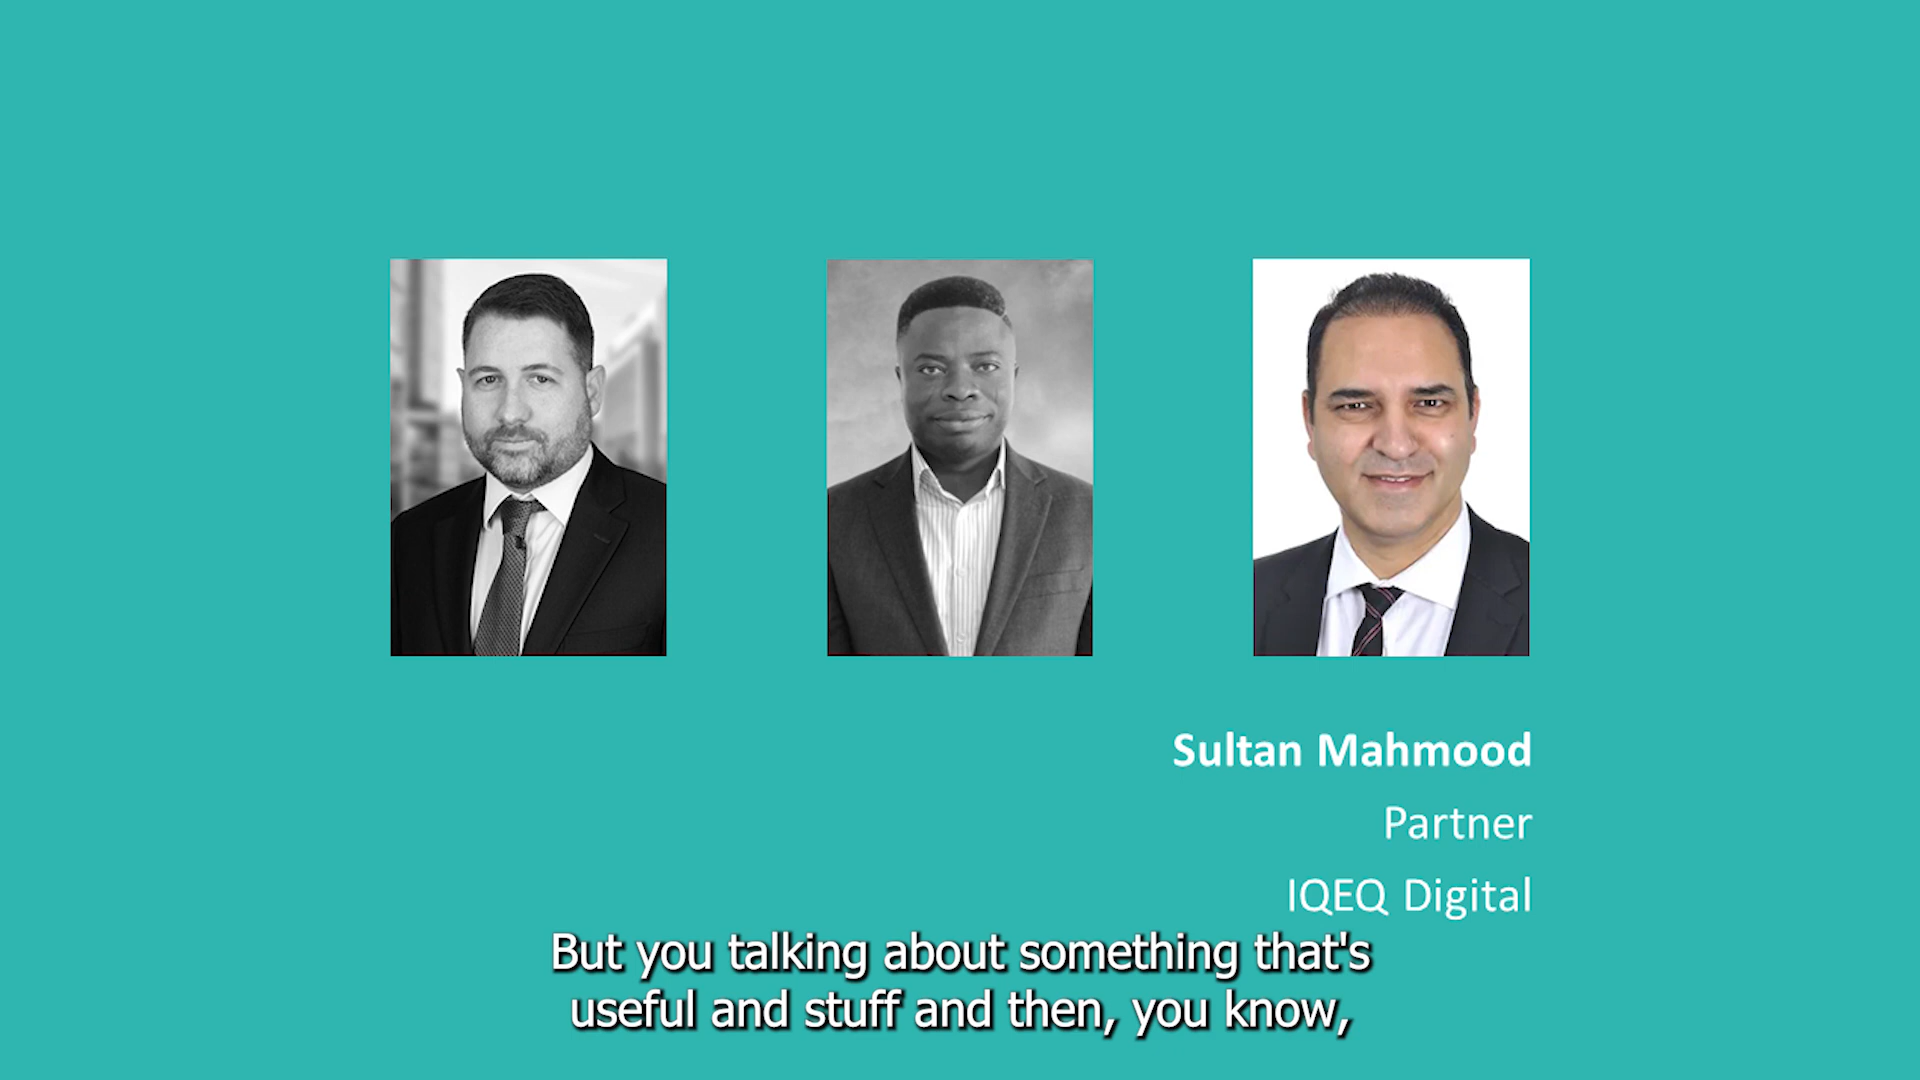 Sultan Mahmood
Partner
IQEQ Digital
But you talking about something that's
useful and stuff and then, you know,